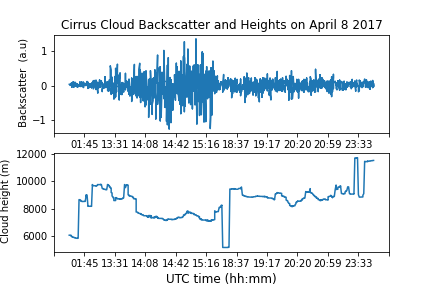 Cirrus Cloud Backscatter and Heights on April 8 2017
Backscatter (a.u)
1
0
−1
01:45 13:31 14:08 14:42 15:16 18:37 19:17 20:20 20:59 23:33
Cloud height (m)
12000
10000
8000
6000
01:45 13:31 14:08 14:42 15:16 18:37 19:17 20:20 20:59 23:33
UTC time (hh:mm)